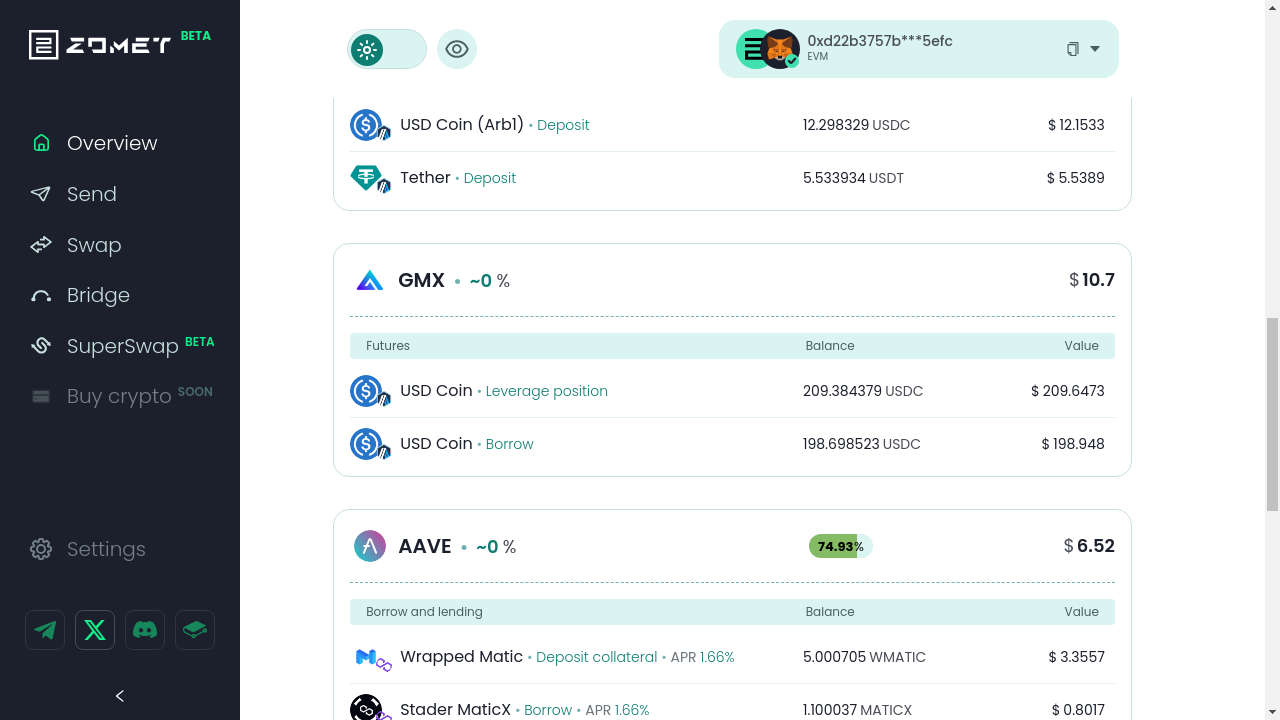 ZOMET BETA
Overview
Send
Swap
Bridge
SuperSwap BETA
Buy crypto SOON
Settings
0xd22b3757b***5efc
EVM
USD Coin (Arb1) • Deposit 12.298329 USDC $ 12.1533
Tether • Deposit 5.533934 USDT $ 5.5389
GMX • ~0 % $ 10.7
Futures Balance Value
USD Coin • Leverage position 209.384379 USDC $ 209.6473
USD Coin • Borrow 198.698523 USDC $ 198.948
AAVE • ~0 % 74.93% $ 6.52
Borrow and lending Balance Value
Wrapped Matic • Deposit collateral • APR 1.66% 5.000705 WMATIC $ 3.3557
Stader MaticX • Borrow • APR 1.66% 1.100037 MATICX $ 0.8017